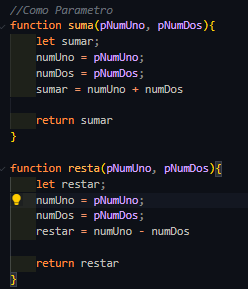 //Como Parametro
function suma(pNumUno, pNumDos){
    let sumar;
    numUno = pNumUno;
    numDos = pNumDos;
    sumar = numUno + numDos

    return sumar
}

function resta(pNumUno, pNumDos){
    let restar;
    numUno = pNumUno;
    numDos = pNumDos;
    restar = numUno - numDos

    return restar
}